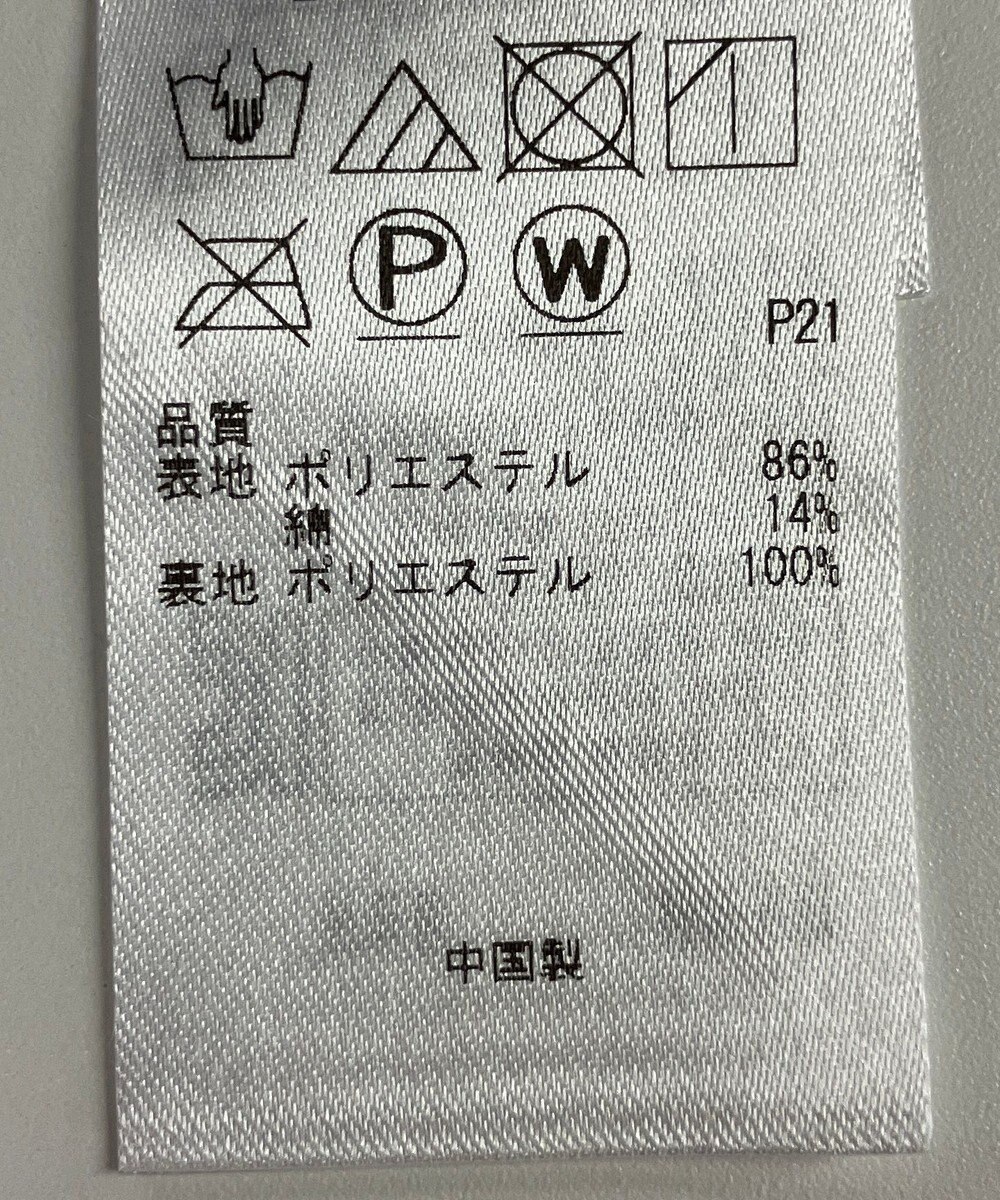 P
W
P21
品質
表地 ポリエステル 86%
綿 14%
裏地 ポリエステル 100%
中国製